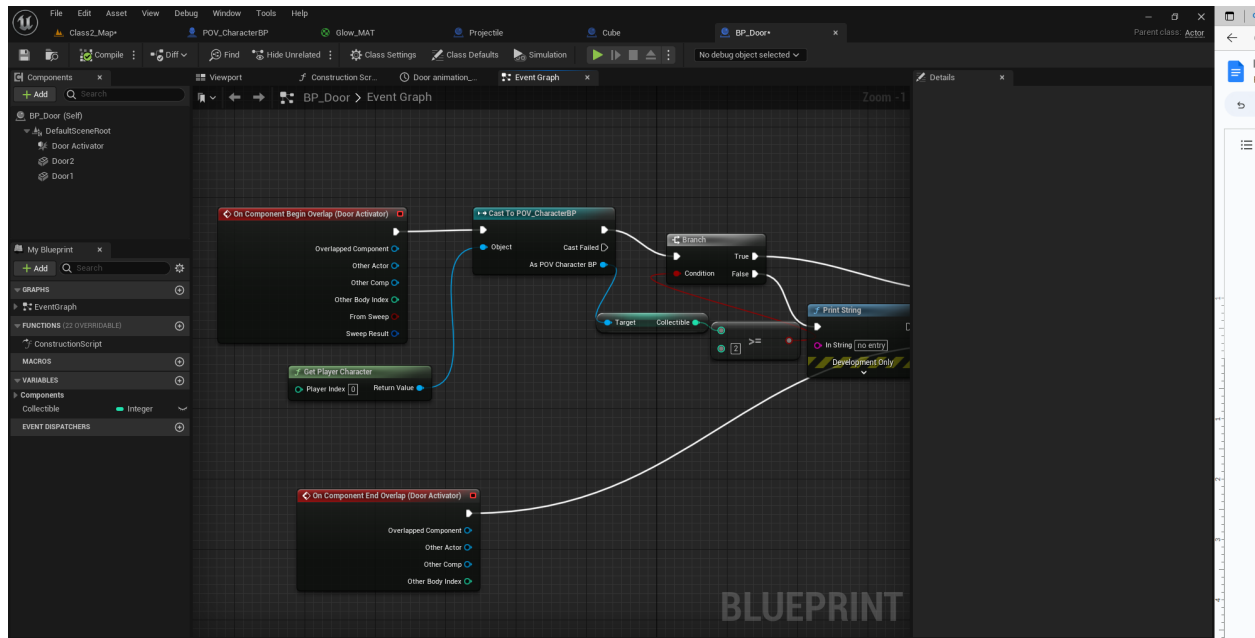 File Edit Asset View Debug Window Tools Help
Class2_Map* POV_CharacterBP Glow_MAT Projectile Cube BP_Door* Parent class: Actor
Compile Diff Find Hide Unrelated Class Settings Class Defaults Simulation No debug object selected
Components
+ Add Search
BP_Door (Self)
DefaultSceneRoot
Door Activator
Door2
Door1
My Blueprint
+ Add Search
GRAPHS
EventGraph
FUNCTIONS (22 OVERRIDABLE)
ConstructionScript
MACROS
VARIABLES
Components
Collectible Integer
EVENT DISPATCHERS
Viewport Construction Scr... Door animation_... Event Graph
BP_Door > Event Graph Zoom -1
On Component Begin Overlap (Door Activator)
Overlapped Component
Other Actor
Other Comp
Other Body Index
From Sweep
Sweep Result
Get Player Character
Player Index 0 Return Value
Cast To POV_CharacterBP
Object Cast Failed
As POV Character BP
Target Collectible
2 >=
Branch
True
Condition False
Print String
In String no entry
Development Only
On Component End Overlap (Door Activator)
Overlapped Component
Other Actor
Other Comp
Other Body Index
BLUEPRINT
Details